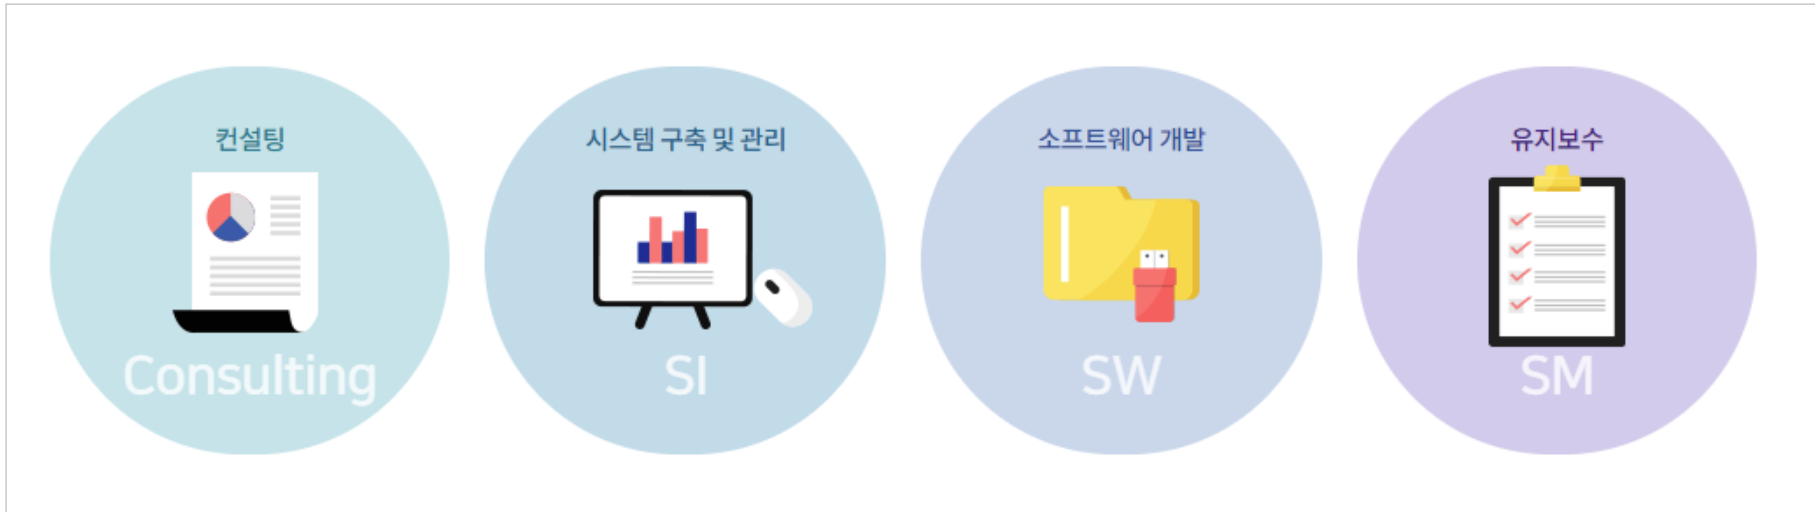 컨설팅
Consulting
시스템 구축 및 관리
SI
소프트웨어 개발
SW
유지보수
SM